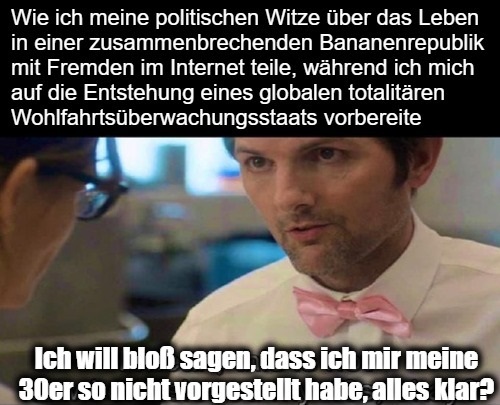 Wie ich meine politischen Witze über das Leben
in einer zusammenbrechenden Bananenrepublik
mit Fremden im Internet teile, während ich mich
auf die Entstehung eines globalen totalitären
Wohlfahrtsüberwachungsstaats vorbereite
Ich will bloß sagen, dass ich mir meine
30er so nicht vorgestellt habe, alles klar?